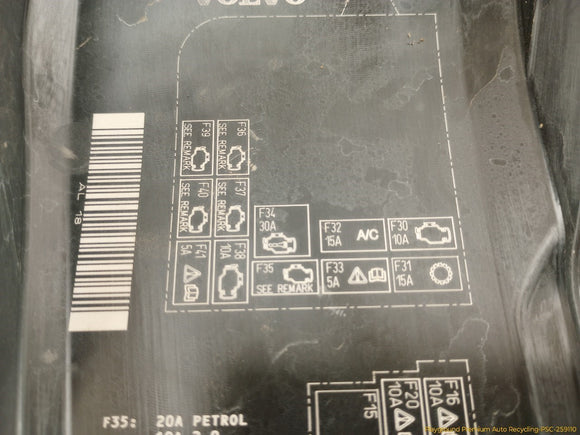 VOLVO
F39
SEE REMARK
F36
SEE REMARK
F40
SEE REMARK
F37
SEE REMARK
F41
5A
F38
10A
F34
30A
F32
15A A/C
F30
10A
F35
SEE REMARK
F33
5A
F31
15A
AL 18
F15
F20
10A
F16
10A
F35: 20A PETROL
Playground Premium Auto Recycling-PSC-259110